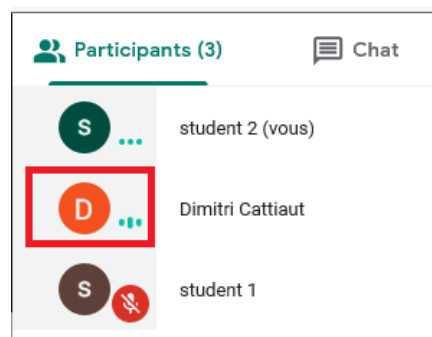 Participants (3)
Chat
S
student 2 (vous)
D
Dimitri Cattiaut
S
student 1